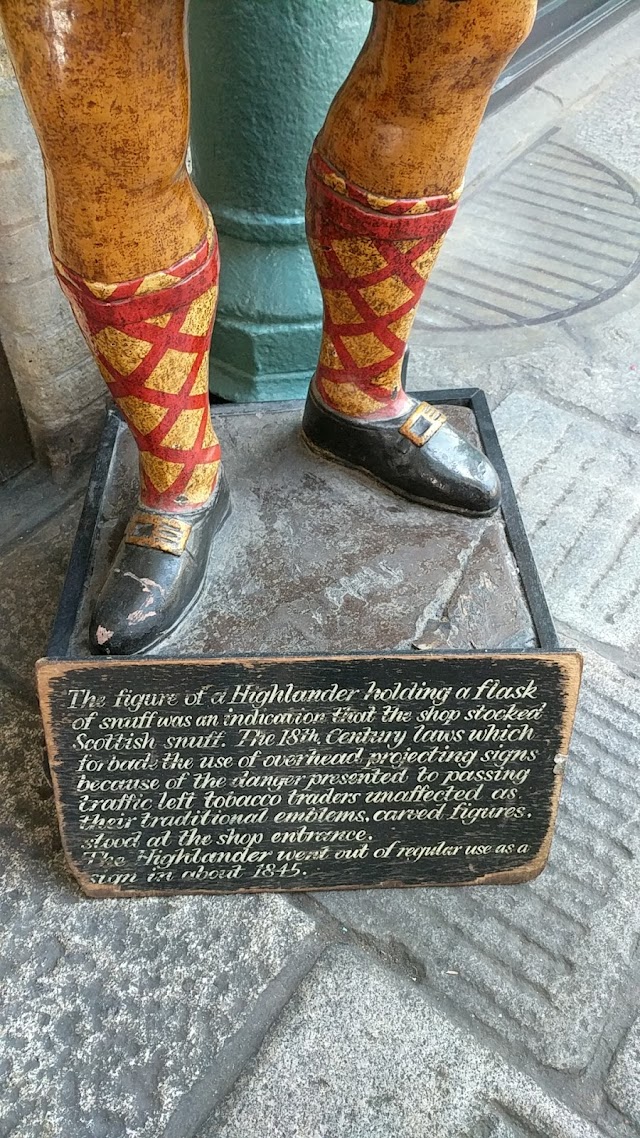 The figure of a Highlander holding a flask
of snuff was an indication that the shop stocked
Scottish snuff. The 18th. Century laws which
forbade the use of overhead projecting signs
because of the danger presented to passing
traffic left tobacco traders unaffected as
their traditional emblems, carved figures,
stood at the shop entrance.
The Highlander went out of regular use as a
sign in about 1845.